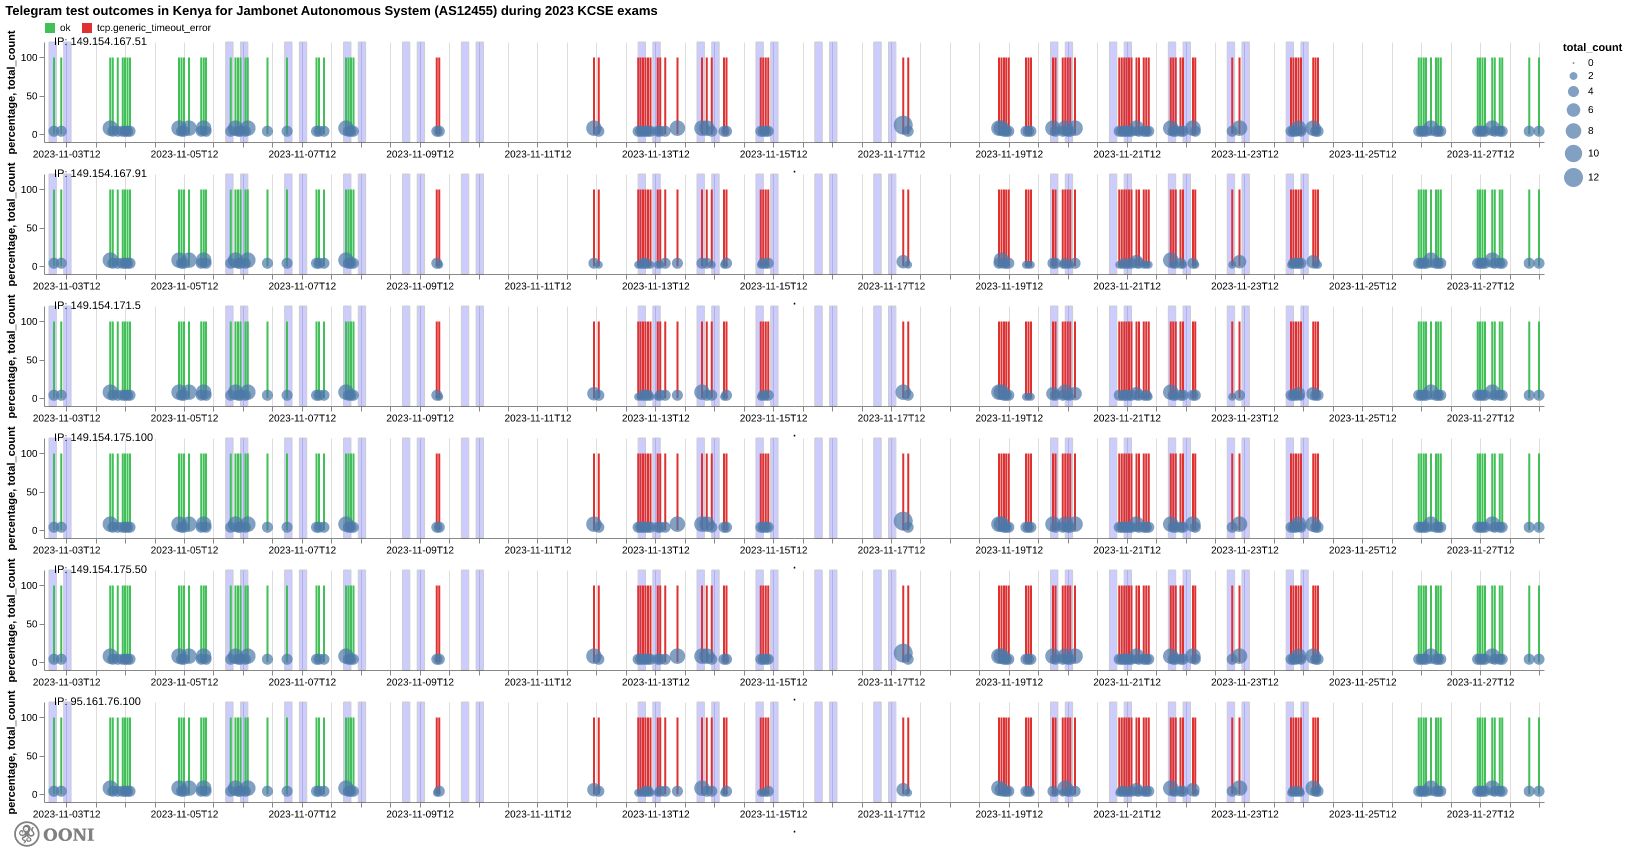 Telegram test outcomes in Kenya for Jambonet Autonomous System (AS12455) during 2023 KCSE exams
ok tcp.generic_timeout_error
total_count
0
2
4
6
8
10
12
IP: 149.154.167.51
percentage, total_count
100
50
0
2023-11-03T12 2023-11-05T12 2023-11-07T12 2023-11-09T12 2023-11-11T12 2023-11-13T12 2023-11-15T12 2023-11-17T12 2023-11-19T12 2023-11-21T12 2023-11-23T12 2023-11-25T12 2023-11-27T12
IP: 149.154.167.91
percentage, total_count
100
50
0
2023-11-03T12 2023-11-05T12 2023-11-07T12 2023-11-09T12 2023-11-11T12 2023-11-13T12 2023-11-15T12 2023-11-17T12 2023-11-19T12 2023-11-21T12 2023-11-23T12 2023-11-25T12 2023-11-27T12
IP: 149.154.171.5
percentage, total_count
100
50
0
2023-11-03T12 2023-11-05T12 2023-11-07T12 2023-11-09T12 2023-11-11T12 2023-11-13T12 2023-11-15T12 2023-11-17T12 2023-11-19T12 2023-11-21T12 2023-11-23T12 2023-11-25T12 2023-11-27T12
IP: 149.154.175.100
percentage, total_count
100
50
0
2023-11-03T12 2023-11-05T12 2023-11-07T12 2023-11-09T12 2023-11-11T12 2023-11-13T12 2023-11-15T12 2023-11-17T12 2023-11-19T12 2023-11-21T12 2023-11-23T12 2023-11-25T12 2023-11-27T12
IP: 149.154.175.50
percentage, total_count
100
50
0
2023-11-03T12 2023-11-05T12 2023-11-07T12 2023-11-09T12 2023-11-11T12 2023-11-13T12 2023-11-15T12 2023-11-17T12 2023-11-19T12 2023-11-21T12 2023-11-23T12 2023-11-25T12 2023-11-27T12
IP: 95.161.76.100
percentage, total_count
100
50
0
2023-11-03T12 2023-11-05T12 2023-11-07T12 2023-11-09T12 2023-11-11T12 2023-11-13T12 2023-11-15T12 2023-11-17T12 2023-11-19T12 2023-11-21T12 2023-11-23T12 2023-11-25T12 2023-11-27T12
OONI